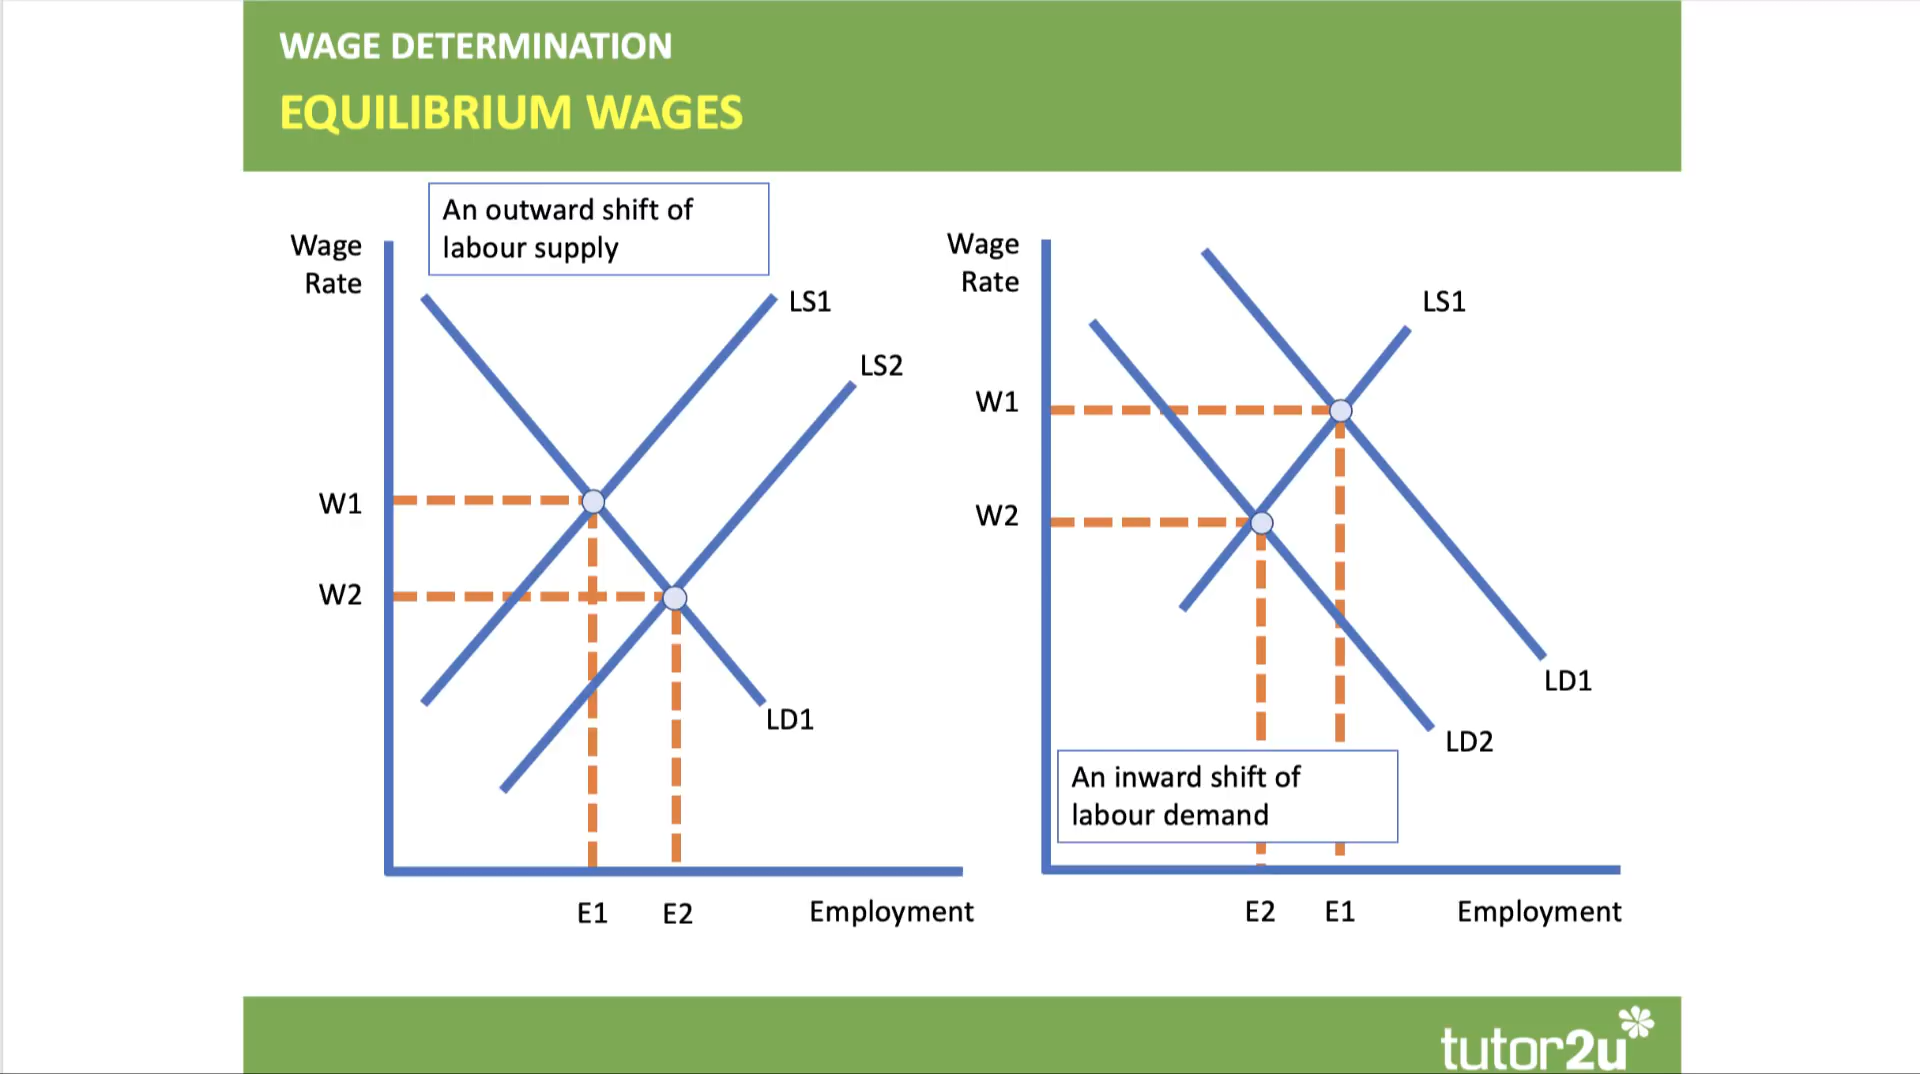 WAGE DETERMINATION
EQUILIBRIUM WAGES
An outward shift of
labour supply
Wage
Rate
LS1
LS2
W1
W2
LD1
E1
E2
Employment
Wage
Rate
LS1
W1
W2
LD1
LD2
An inward shift of
labour demand
E2
E1
Employment
tutor2u